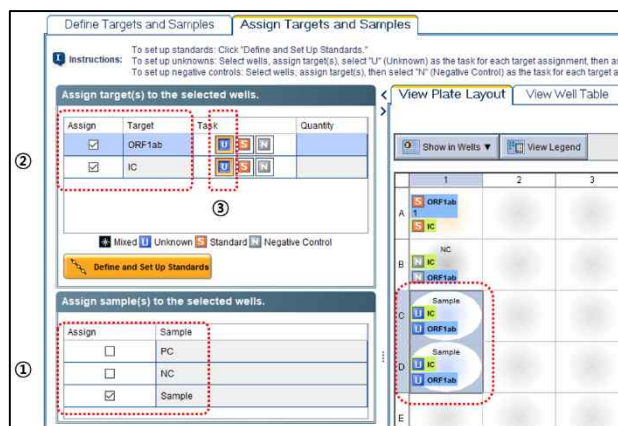 Define Targets and Samples
Assign Targets and Samples
Instructions:
To set up standards: Click "Define and Set Up Standards."
To set up unknowns: Select wells, assign target(s), select "U" (Unknown) as the task for each target assignment, then as
To set up negative controls: Select wells, assign target(s), then select "N" (Negative Control) as the task for each target a
Assign target(s) to the selected wells.
Assign Target Task Quantity
②
ORF1ab U S N
IC U S N
③
Mixed U Unknown S Standard N Negative Control
Define and Set Up Standards
Assign sample(s) to the selected wells.
Assign Sample
①
PC
NC
Sample
View Plate Layout
View Well Table
Show in Wells ▼
View Legend
1 2 3
A
S ORF1ab
1
S IC
B
NC
N IC
N ORF1ab
C
Sample
U IC
U ORF1ab
D
Sample
U IC
U ORF1ab
E